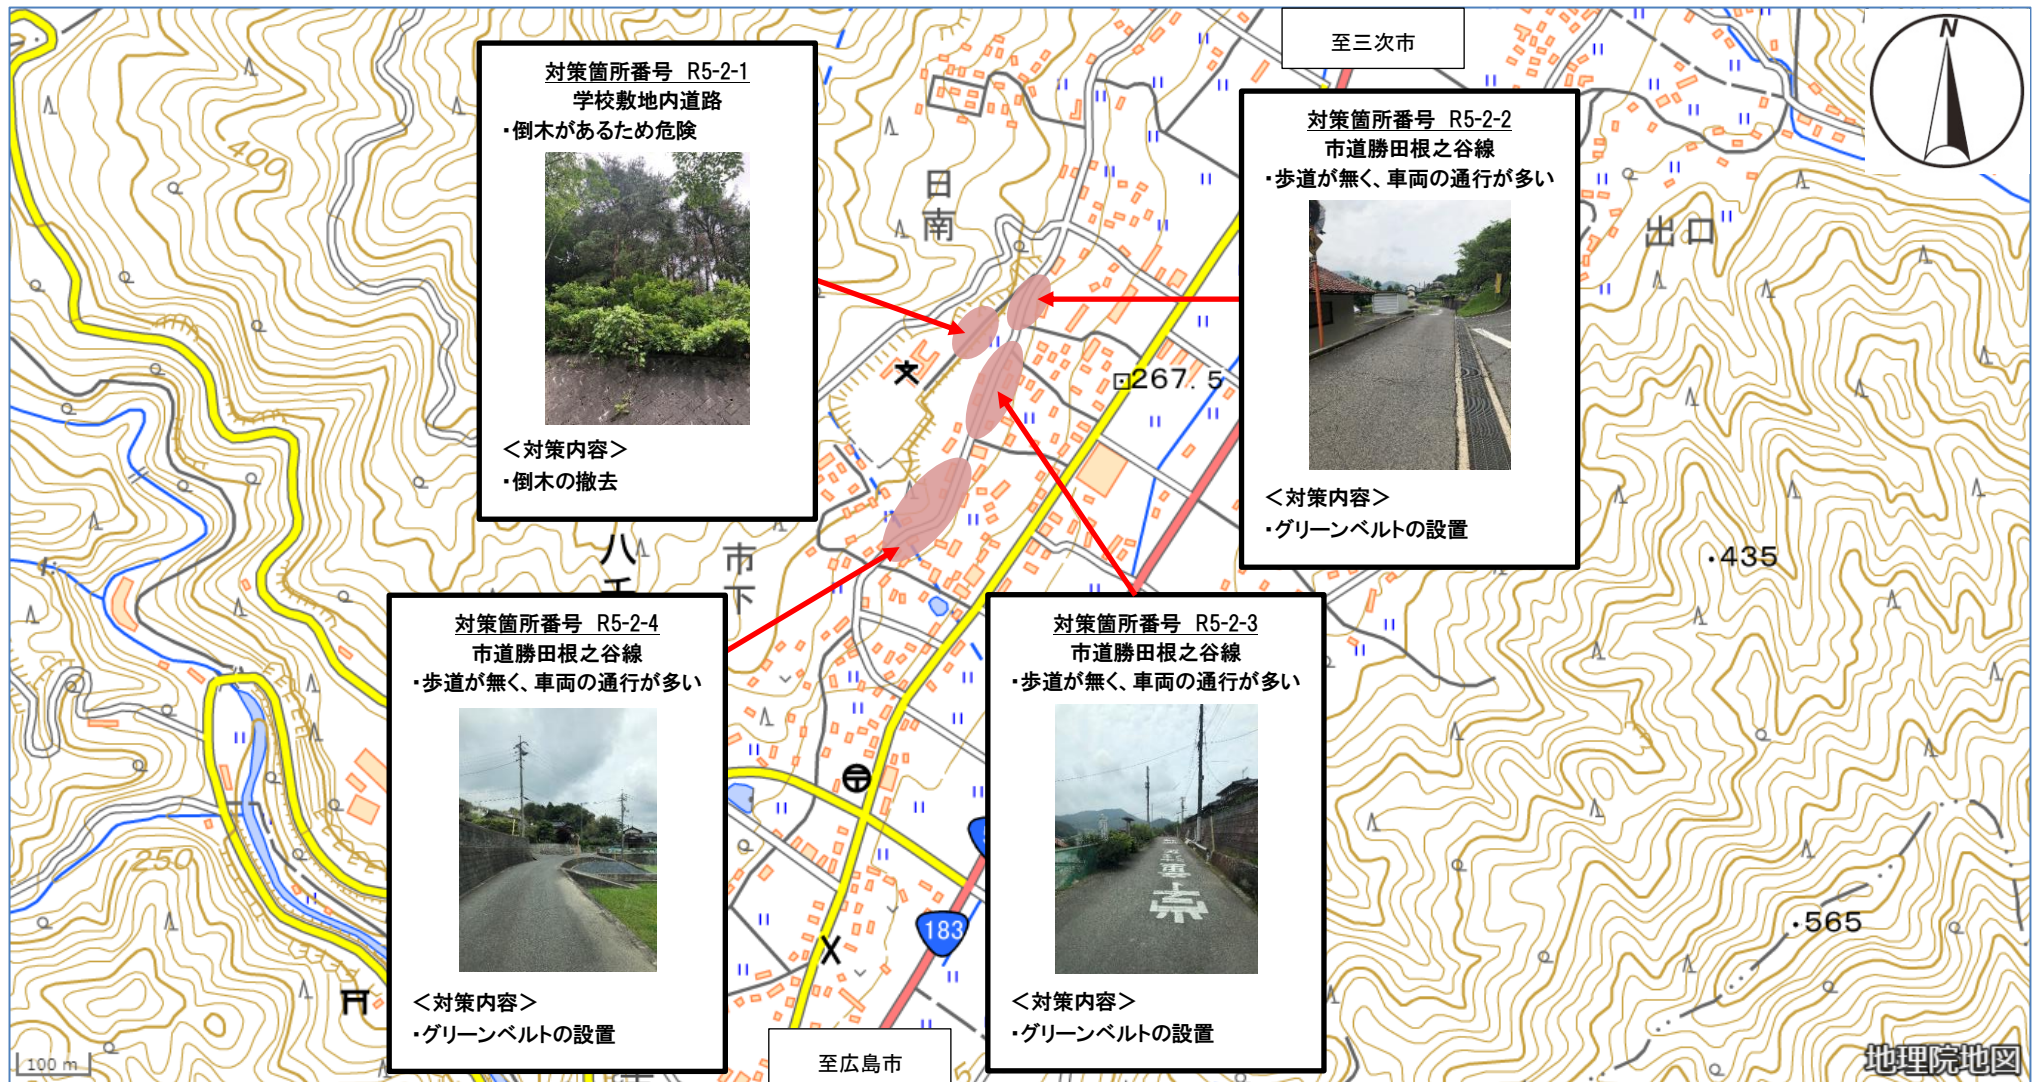 至三次市
N
対策箇所番号 R5-2-1
学校敷地内道路
・倒木があるため危険
＜対策内容＞
・倒木の撤去
対策箇所番号 R5-2-2
市道勝田根之谷線
・歩道が無く、車両の通行が多い
＜対策内容＞
・グリーンベルトの設置
400
日南
出口
267.5
435
八千
市下
対策箇所番号 R5-2-4
市道勝田根之谷線
・歩道が無く、車両の通行が多い
＜対策内容＞
・グリーンベルトの設置
対策箇所番号 R5-2-3
市道勝田根之谷線
・歩道が無く、車両の通行が多い
＜対策内容＞
・グリーンベルトの設置
250
183
565
100 m
至広島市
地理院地図